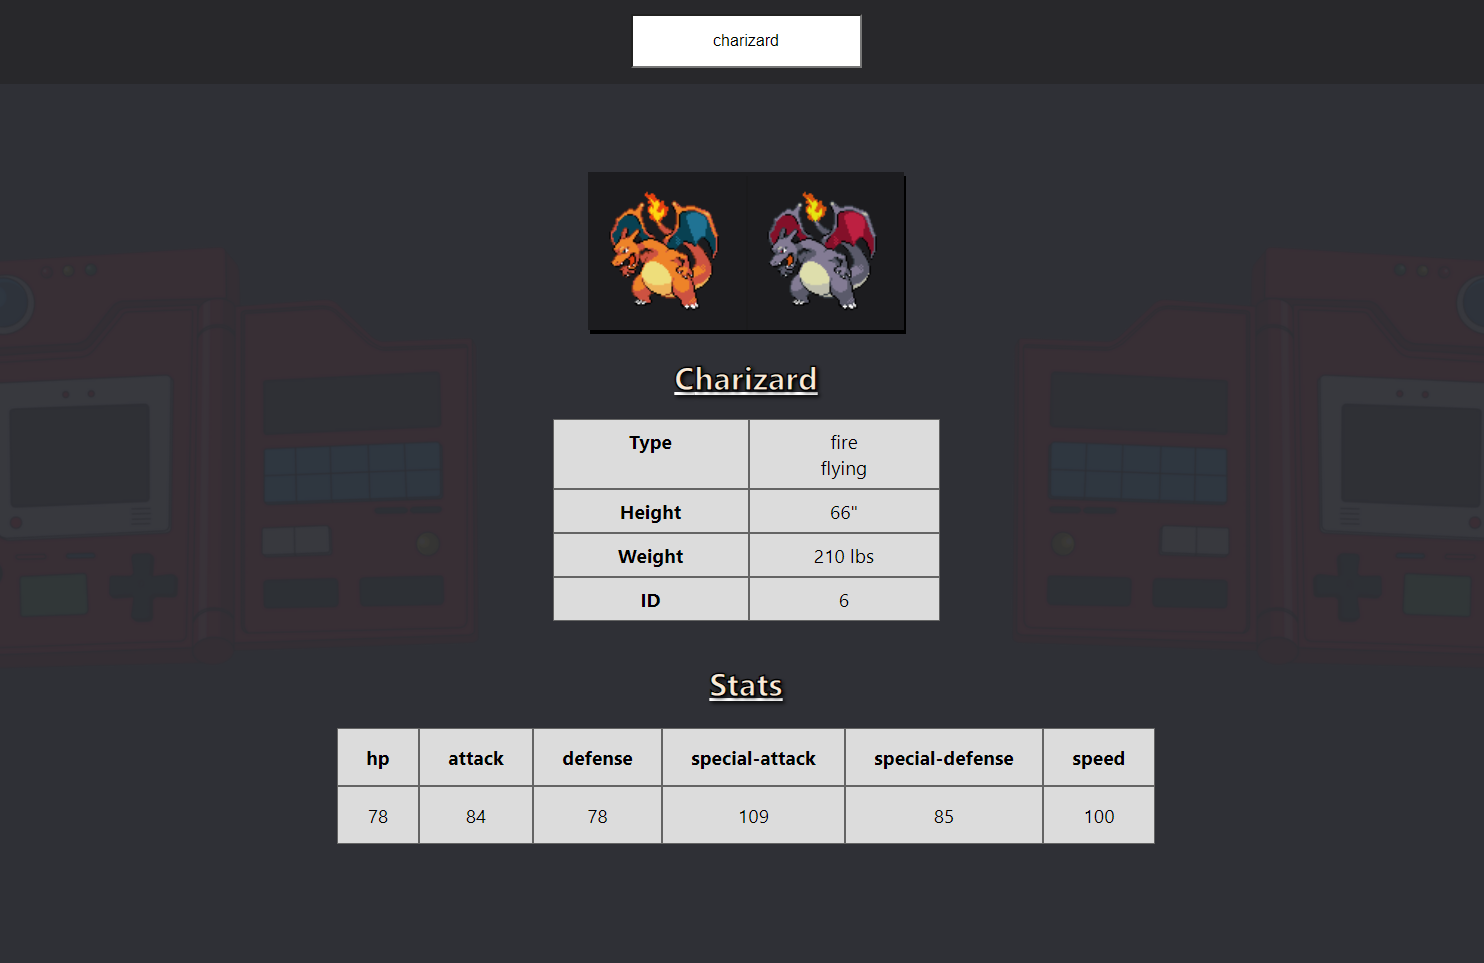 charizard
Charizard
Type fire
flying
Height 66"
Weight 210 lbs
ID 6
Stats
hp attack defense special-attack special-defense speed
78 84 78 109 85 100